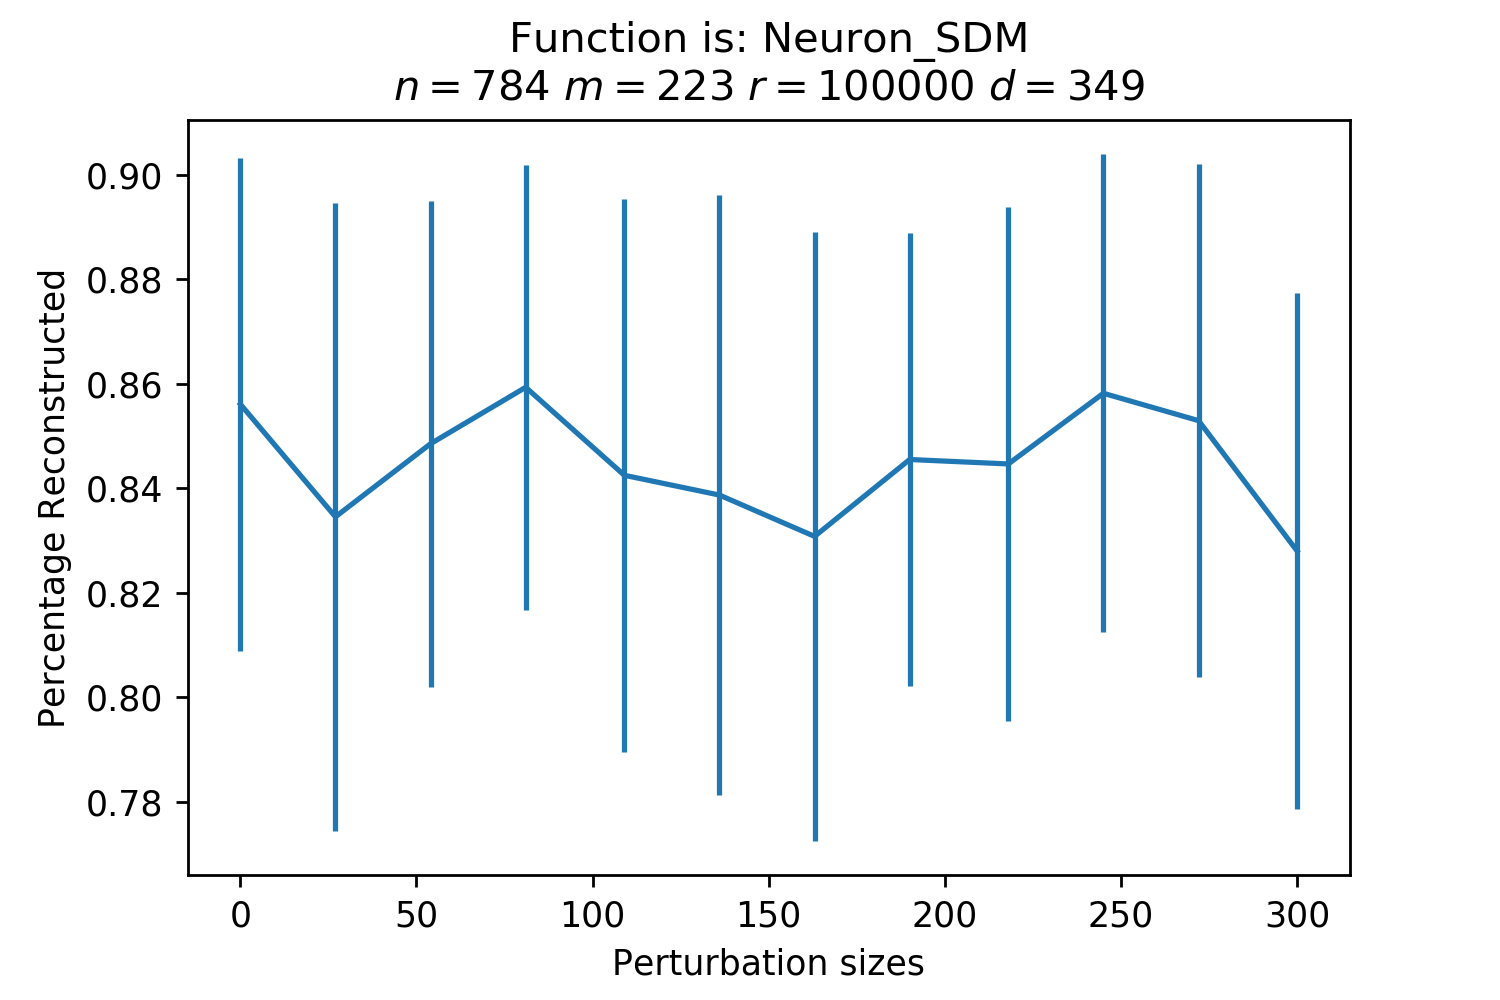 Function is: Neuron_SDM
n = 784 m = 223 r = 100000 d = 349
Percentage Reconstructed
0.90
0.88
0.86
0.84
0.82
0.80
0.78
0 50 100 150 200 250 300
Perturbation sizes